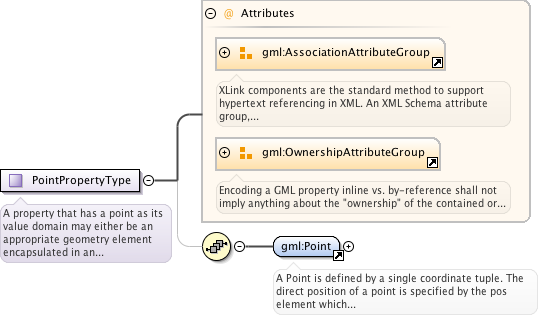 @ Attributes
gml:AssociationAttributeGroup
XLink components are the standard method to support
hypertext referencing in XML. An XML Schema attribute
group,...
gml:OwnershipAttributeGroup
Encoding a GML property inline vs. by-reference shall not
imply anything about the "ownership" of the contained or...
PointPropertyType
A property that has a point as its
value domain may either be an
appropriate geometry element
encapsulated in an...
gml:Point
A Point is defined by a single coordinate tuple. The
direct position of a point is specified by the pos
element which...